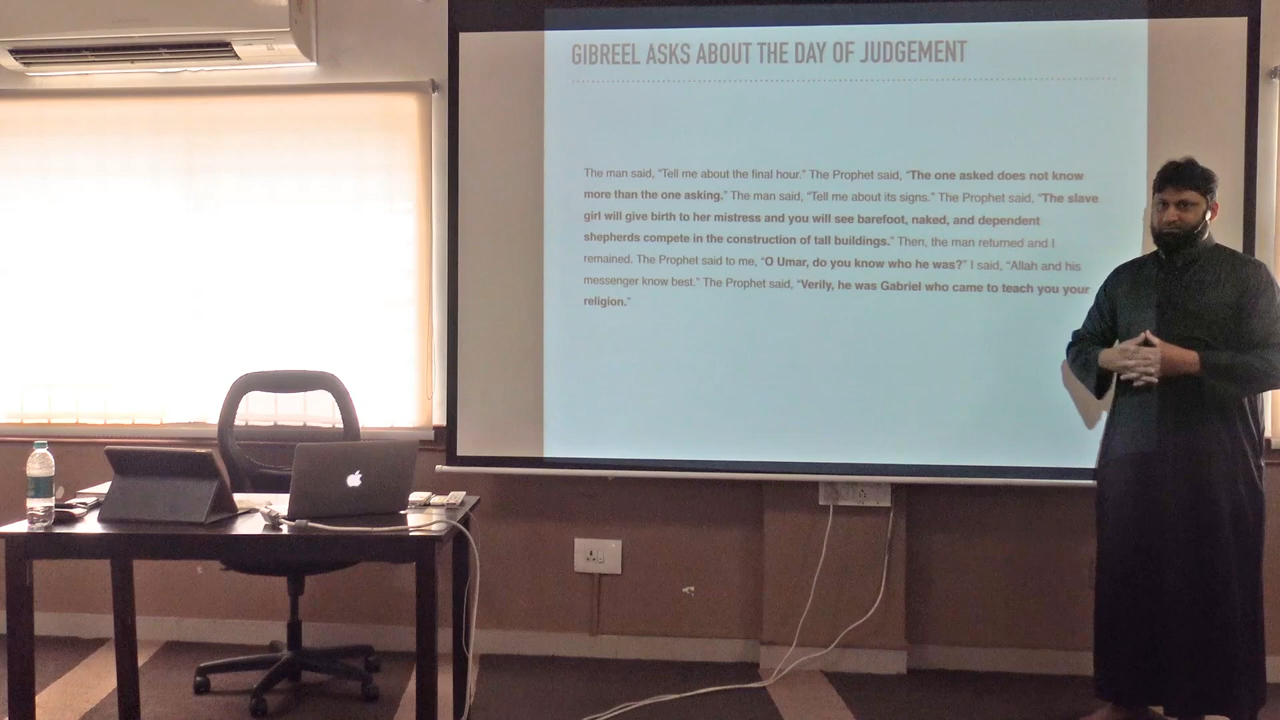 GIBREEL ASKS ABOUT THE DAY OF JUDGEMENT
The man said, “Tell me about the final hour.” The Prophet said, “The one asked does not know
more than the one asking.” The man said, “Tell me about its signs.” The Prophet said, “The slave
girl will give birth to her mistress and you will see barefoot, naked, and dependent
shepherds compete in the construction of tall buildings.” Then, the man returned and I
remained. The Prophet said to me, “O Umar, do you know who he was?” I said, “Allah and his
messenger know best.” The Prophet said, “Verily, he was Gabriel who came to teach you your
religion.”